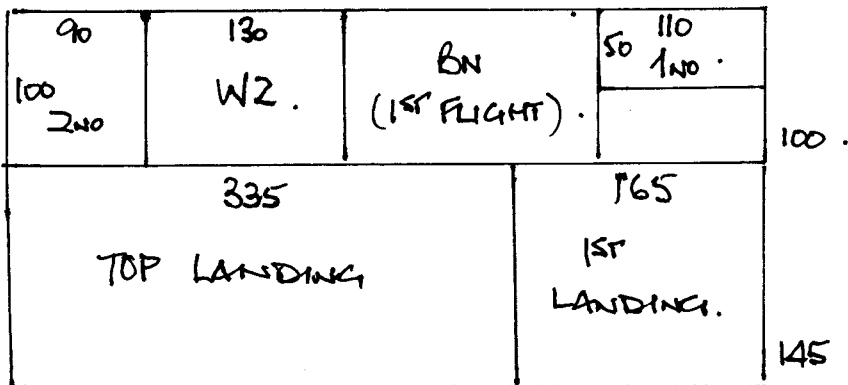 90
100
2NO
130
W2.
BN
(1ST FLIGHT).
50 110
1NO.
100.
335
TOP LANDING
165
1ST
LANDING.
145